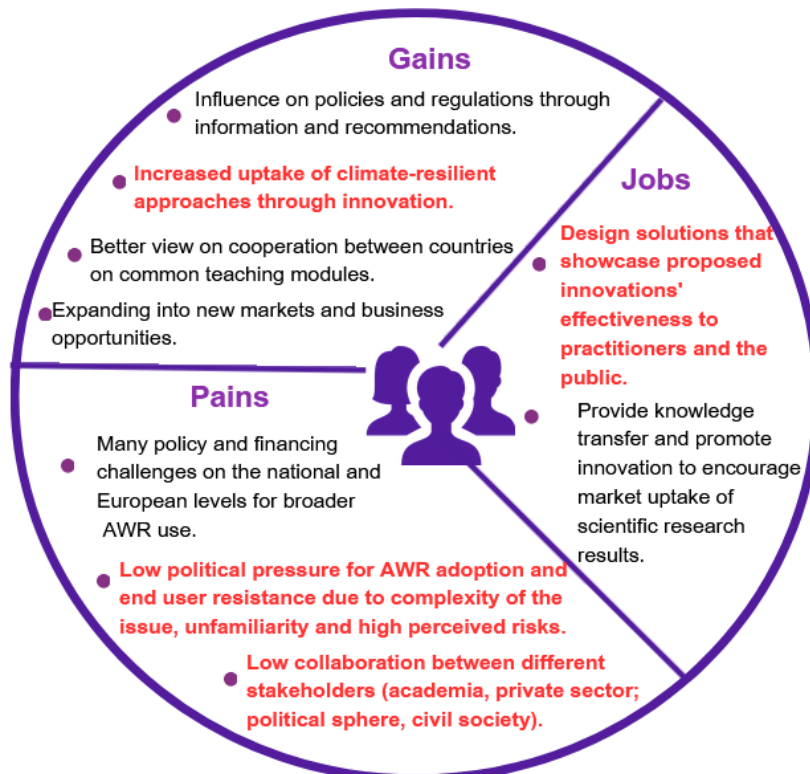 Gains
Influence on policies and regulations through
information and recommendations.
Increased uptake of climate-resilient
approaches through innovation.
Better view on cooperation between countries
on common teaching modules.
Expanding into new markets and business
opportunities.
Jobs
Design solutions that
showcase proposed
innovations'
effectiveness to
practitioners and the
public.
Provide knowledge
transfer and promote
innovation to encourage
market uptake of
scientific research
results.
Pains
Many policy and financing
challenges on the national and
European levels for broader
AWR use.
Low political pressure for AWR adoption and
end user resistance due to complexity of the
issue, unfamiliarity and high perceived risks.
Low collaboration between different
stakeholders (academia, private sector;
political sphere, civil society).